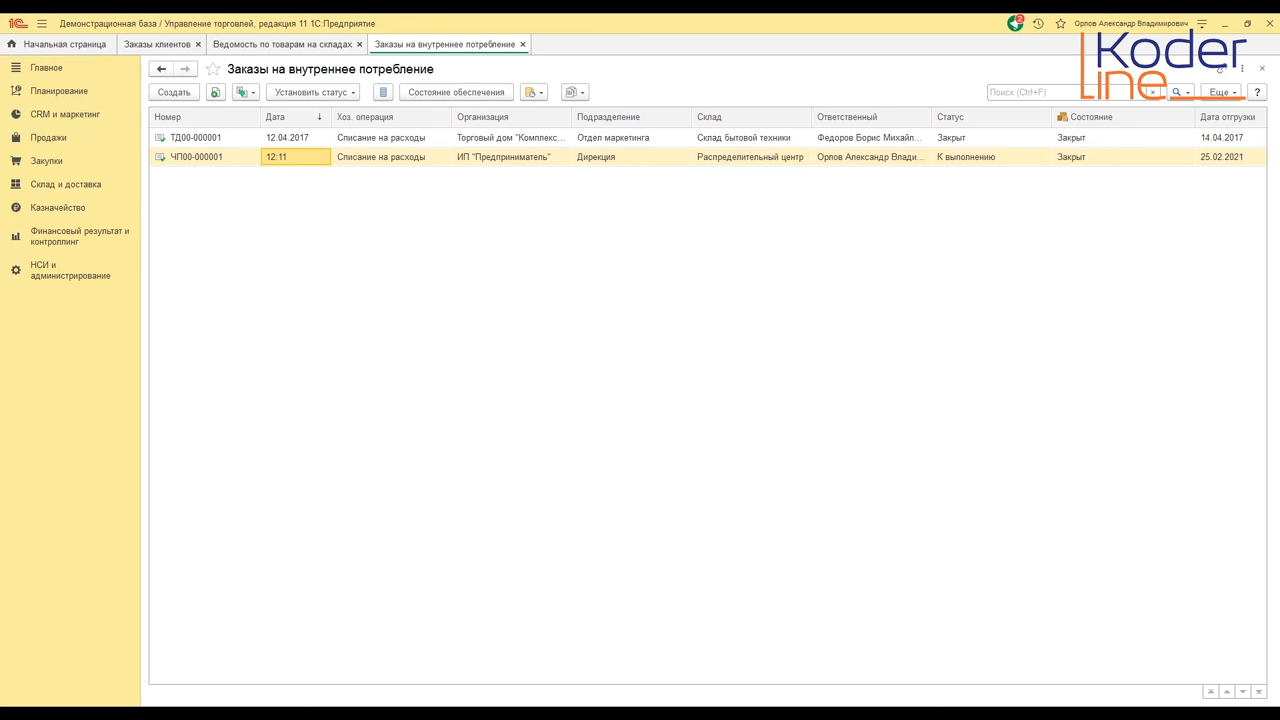 1С Демонстрационная база / Управление торговлей, редакция 11 1С:Предприятие
2 Орлов Александр Владимирович
Начальная страница Заказы клиентов × Ведомость по товарам на складах × Заказы на внутреннее потребление ×
Koder
line
Заказы на внутреннее потребление
Создать Установить статус Состояние обеспечения Поиск (Ctrl+F) × Еще ?
Главное
Планирование
CRM и маркетинг
Продажи
Закупки
Склад и доставка
Казначейство
Финансовый результат и
контроллинг
НСИ и
администрирование
Номер Дата ↓ Хоз. операция Организация Подразделение Склад Ответственный Статус Состояние Дата отгрузки
ТД00-000001 12.04.2017 Списание на расходы Торговый дом "Комплекс... Отдел маркетинга Склад бытовой техники Федоров Борис Михайл... Закрыт Закрыт 14.04.2017
ЧП00-000001 12:11 Списание на расходы ИП "Предприниматель" Дирекция Распределительный центр Орлов Александр Влади... К выполнению Закрыт 25.02.2021